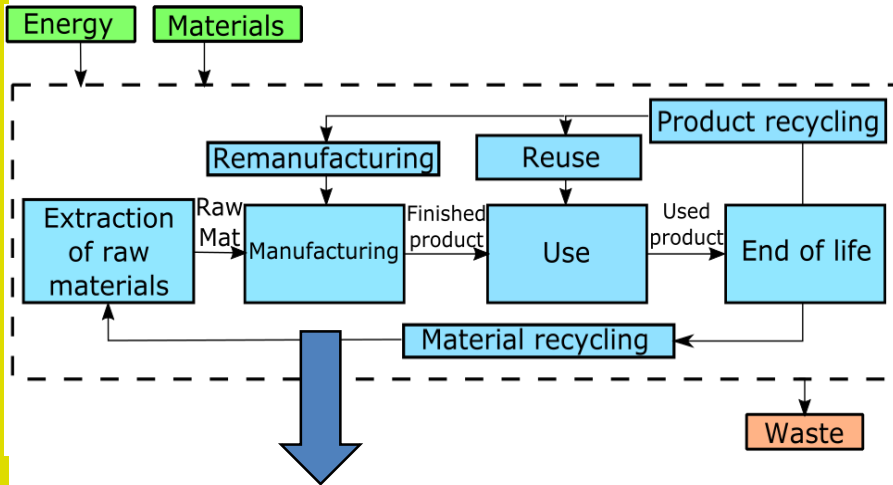 Energy
Materials
Product recycling
Remanufacturing
Reuse
Extraction
of raw
materials
Raw
Mat
Manufacturing
Finished
product
Use
Used
product
End of life
Material recycling
Waste